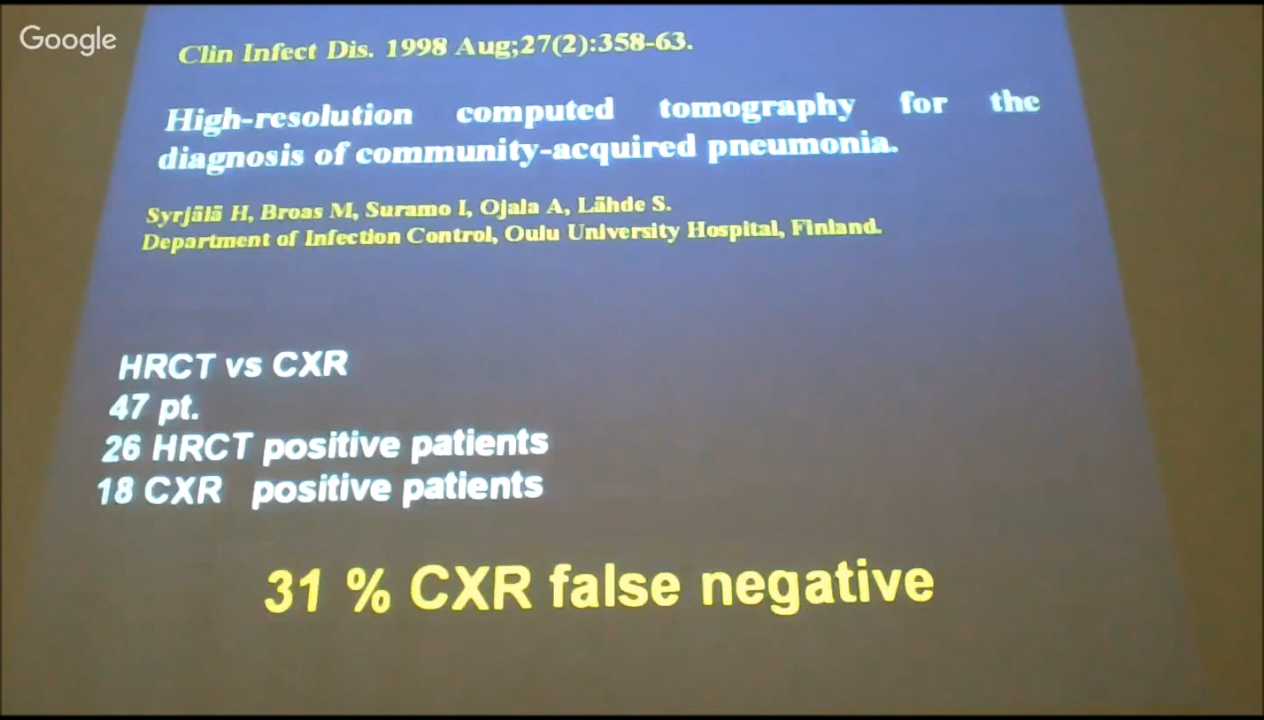 Google
Clin Infect Dis. 1998 Aug;27(2):358-63.
High-resolution computed tomography for the
diagnosis of community-acquired pneumonia.
Syrjälä H, Broas M, Suramo I, Ojala A, Lähde S.
Department of Infection Control, Oulu University Hospital, Finland.
HRCT vs CXR
47 pt.
26 HRCT positive patients
18 CXR positive patients
31 % CXR false negative